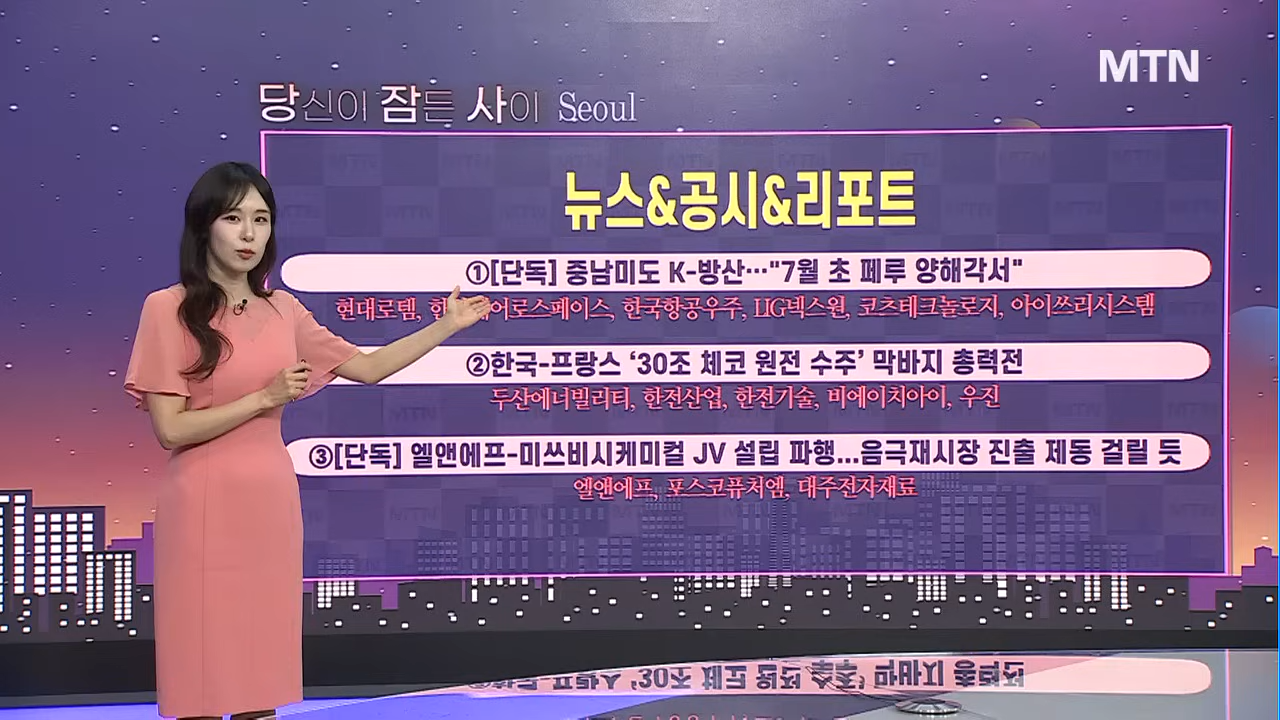 MTN
당신이 잠든 사이 Seoul
뉴스&공시&리포트
①[단독] 중남미도 K-방산…"7월 초 페루 양해각서"
현대로템, 한 에어로스페이스, 한국항공우주, LIG넥스원, 코츠테크놀로지, 아이쓰리시스템
②한국-프랑스 ‘30조 체코 원전 수주’ 막바지 총력전
두산에너빌리티, 한전산업, 한전기술, 비에이치아이, 우진
③[단독] 엘앤에프-미쓰비시케미컬 JV 설립 파행...음극재시장 진출 제동 걸릴 듯
엘앤에프, 포스코퓨처엠, 대주전자재료